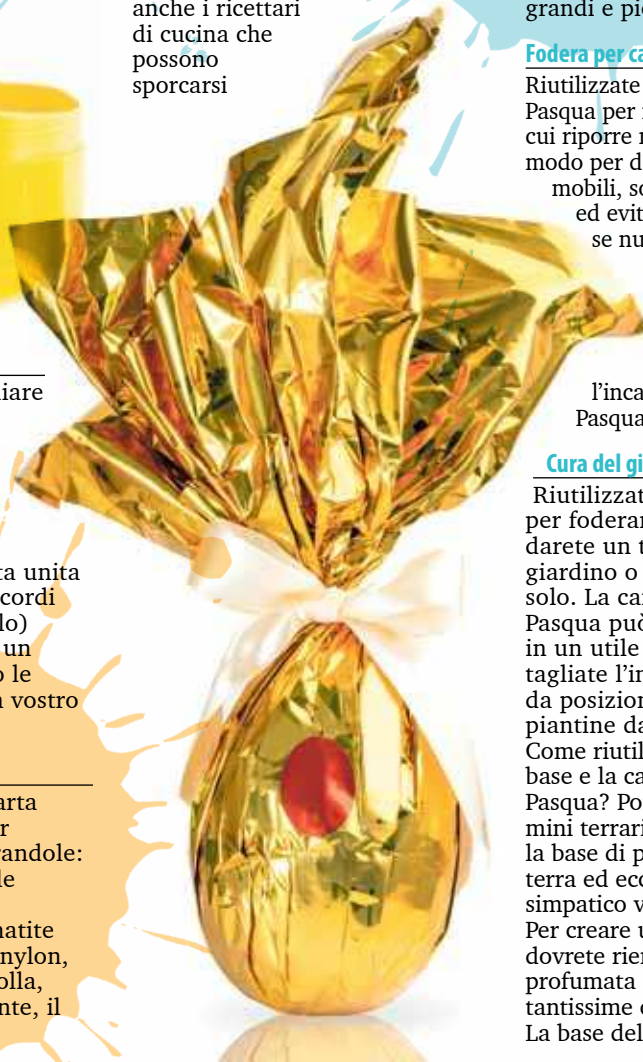 anche i ricettari
di cucina che
possono
sporcarsi
iare
ta unita
cordi
lo)
un
o le
n vostro
arta
r
randole:
le
matite
nylon,
olla,
nte, il
grandi e pi
Fodera per ca
Riutilizzate
Pasqua per
cui riporre
modo per d
mobili, so
ed evit
se nu
l’inca
Pasqua
Cura del gi
Riutilizzat
per foderar
darete un t
giardino o
solo. La car
Pasqua può
in un utile
tagliate l’in
da posizion
piantine da
Come riutil
base e la ca
Pasqua? Po
mini terrari
la base di p
terra ed ecc
simpatico v
Per creare u
dovrete rien
profumata
tantissime
La base del